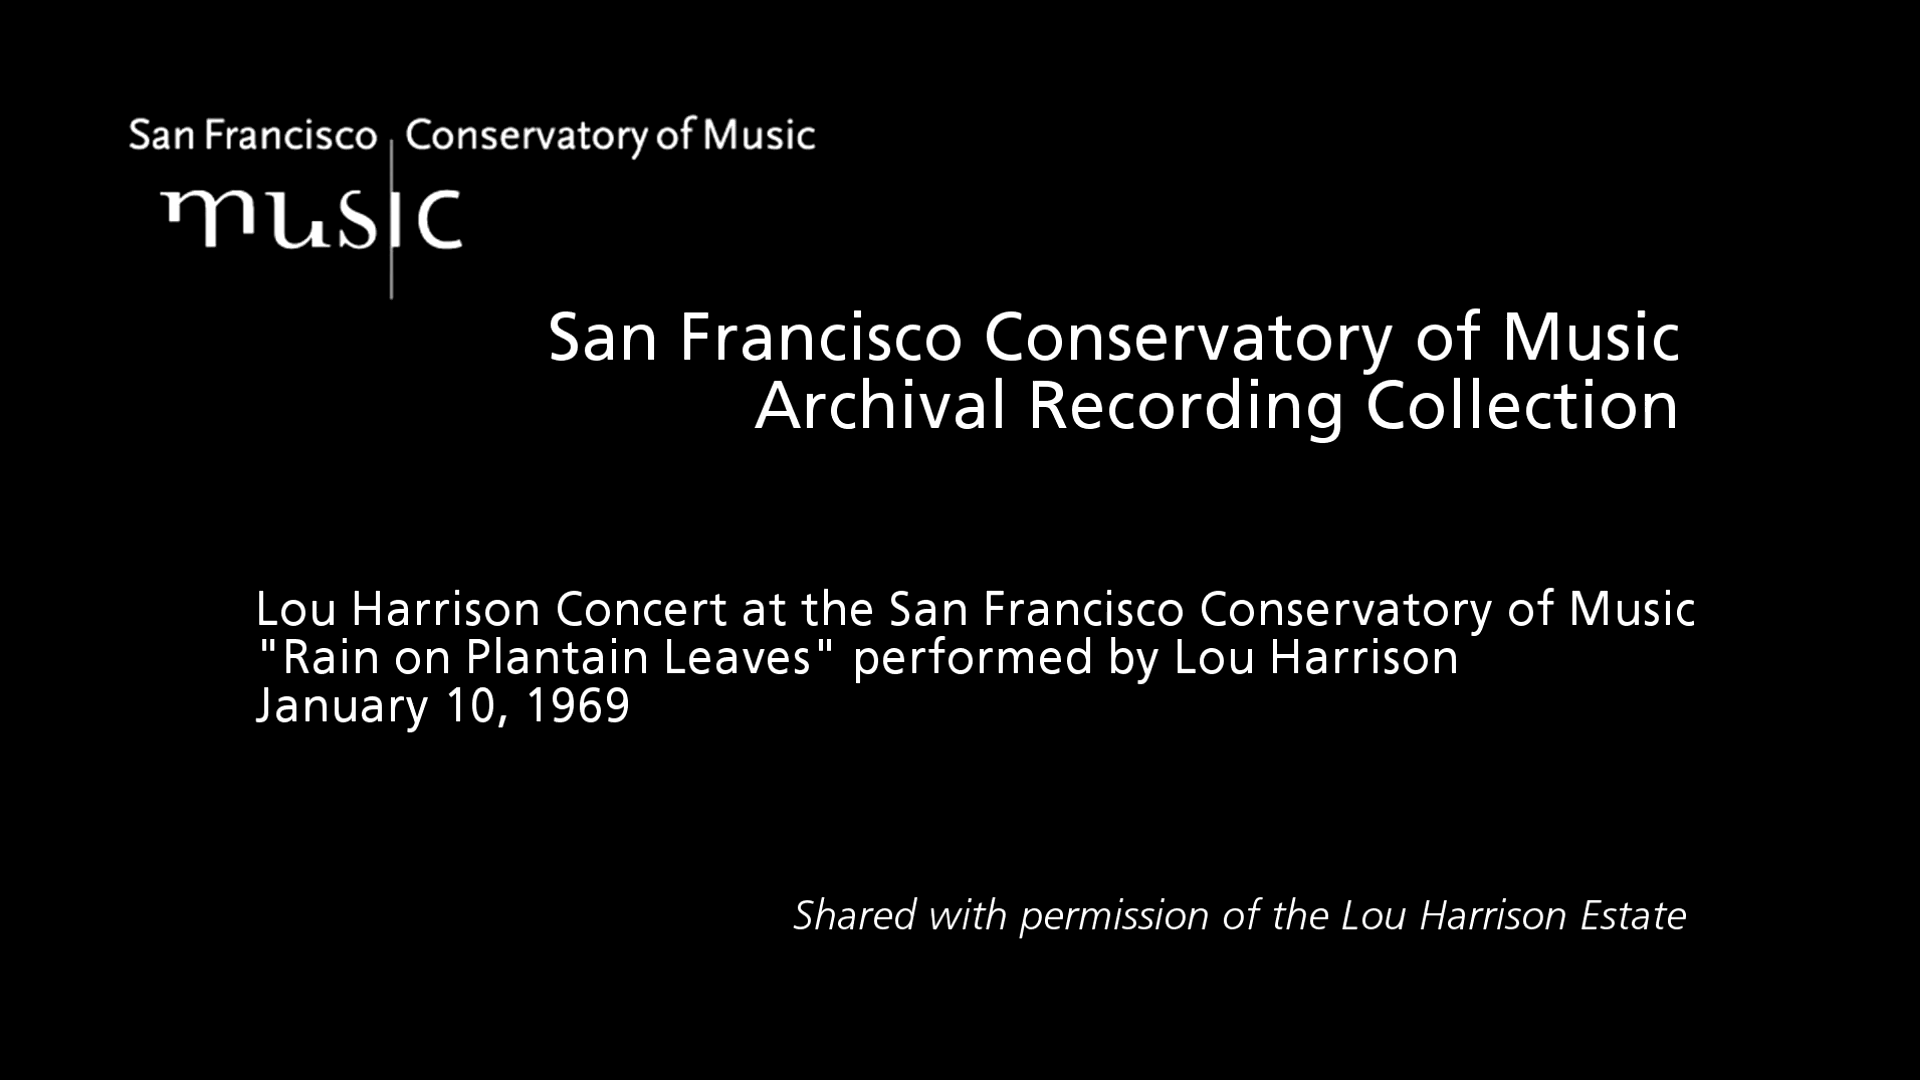 San Francisco Conservatory of Music
music
San Francisco Conservatory of Music
Archival Recording Collection
Lou Harrison Concert at the San Francisco Conservatory of Music
"Rain on Plantain Leaves" performed by Lou Harrison
January 10, 1969
Shared with permission of the Lou Harrison Estate